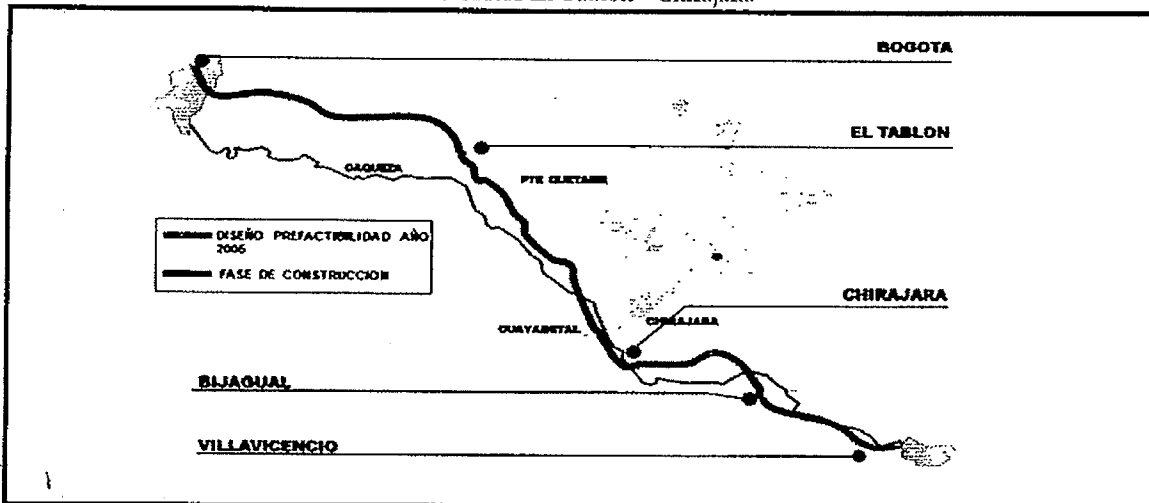 BOGOTA
EL TABLON
CAQUEZA
PTE QUETAME
DISEÑO PREFACTIBILIDAD AÑO
2006
FASE DE CONSTRUCCION
CHIRAJARA
GUAYABETAL
CHIRAJARA
BIJAGUAL
VILLAVICENCIO